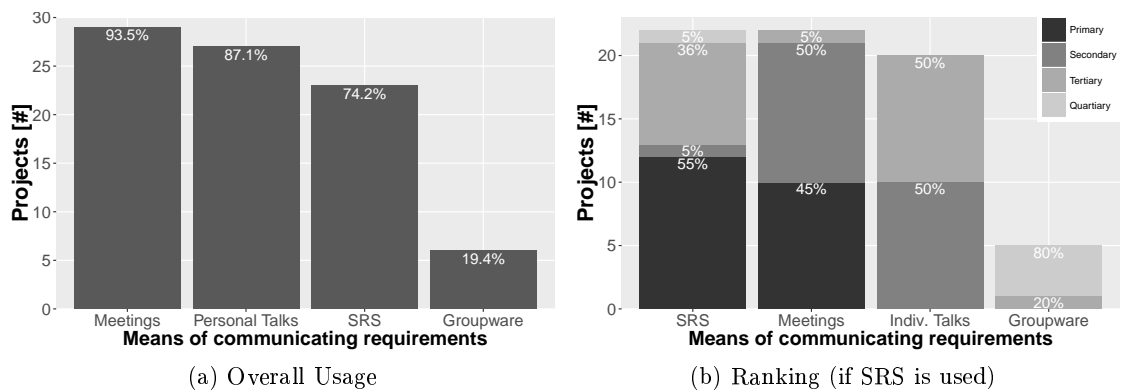 30
25
20
15
10
5
0
Projects [#]
93.5%
87.1%
74.2%
19.4%
Meetings Personal Talks SRS Groupware
Means of communicating requirements
(a) Overall Usage
20
15
10
5
0
Projects [#]
5%
36%
5%
55%
5%
50%
45%
50%
50%
80%
20%
Primary
Secondary
Tertiary
Quartiary
SRS Meetings Indiv. Talks Groupware
Means of communicating requirements
(b) Ranking (if SRS is used)